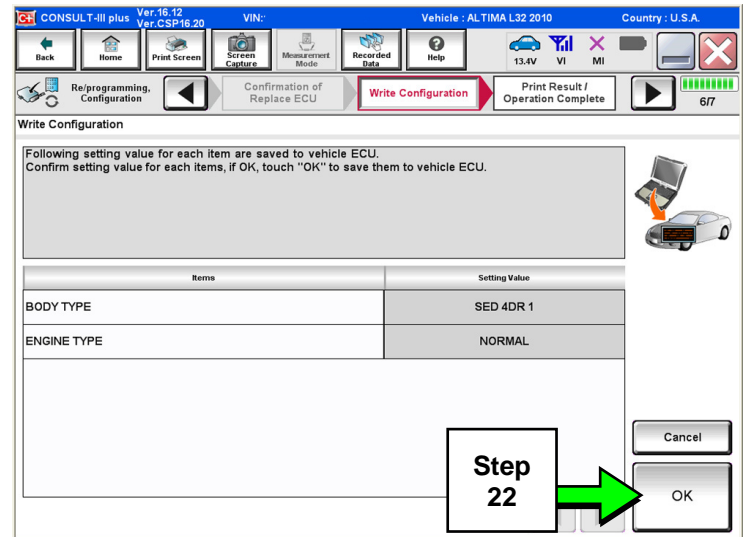 C+ CONSULT-III plus Ver.16.12 VIN: Vehicle : ALTIMA L32 2010 Country : U.S.A.
Ver.CSP16.20
Back Home Print Screen Screen Capture Measurement Mode Recorded Data Help 13.4V VI MI
Re/programming, Configuration Confirmation of Replace ECU Write Configuration Print Result / Operation Complete 6/7
Write Configuration
Following setting value for each item are saved to vehicle ECU.
Confirm setting value for each items, if OK, touch "OK" to save them to vehicle ECU.
Items Setting Value
BODY TYPE SED 4DR 1
ENGINE TYPE NORMAL
Cancel
Step
22
OK